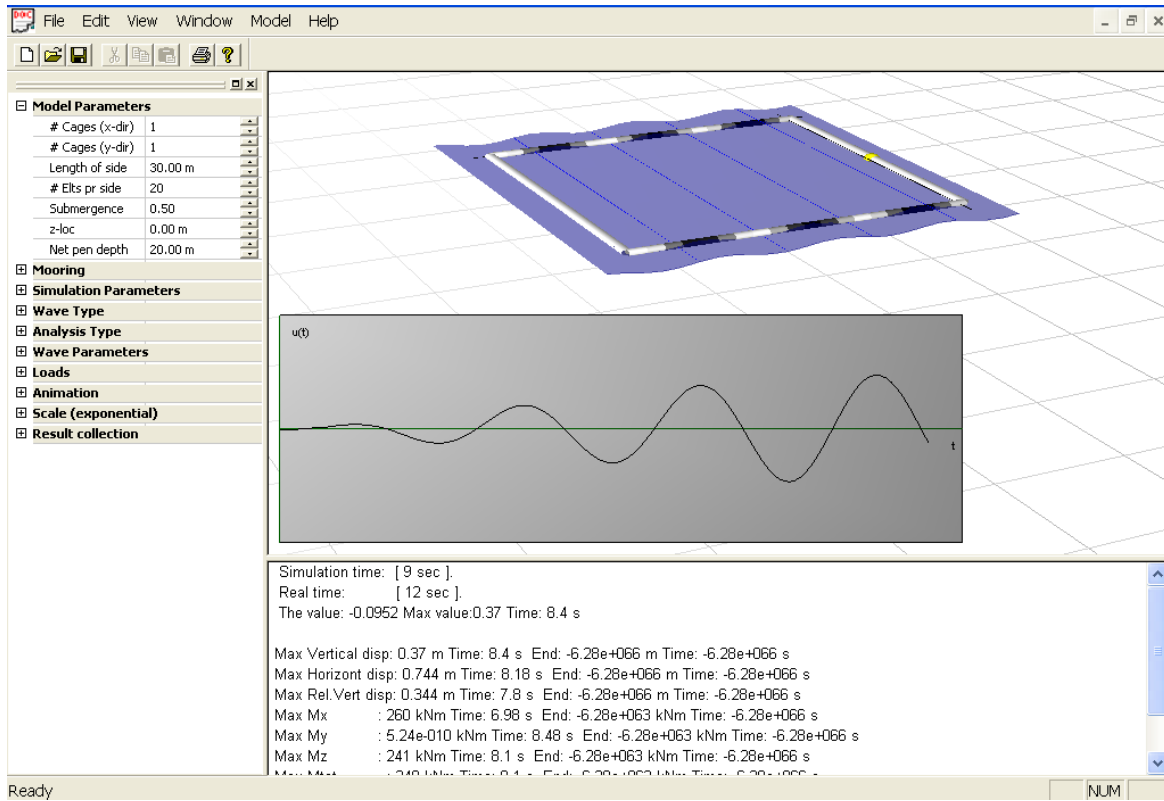 DOC
File Edit View Window Model Help
Model Parameters
# Cages (x-dir) 1
# Cages (y-dir) 1
Length of side 30.00 m
# Elts pr side 20
Submergence 0.50
z-loc 0.00 m
Net pen depth 20.00 m
Mooring
Simulation Parameters
Wave Type
Analysis Type
Wave Parameters
Loads
Animation
Scale (exponential)
Result collection
u(t)
t
Simulation time: [ 9 sec ].
Real time: [ 12 sec ].
The value: -0.0952 Max value:0.37 Time: 8.4 s
Max Vertical disp: 0.37 m Time: 8.4 s End: -6.28e+066 m Time: -6.28e+066 s
Max Horizont disp: 0.744 m Time: 8.18 s End: -6.28e+066 m Time: -6.28e+066 s
Max Rel.Vert disp: 0.344 m Time: 7.8 s End: -6.28e+066 m Time: -6.28e+066 s
Max Mx : 260 kNm Time: 6.98 s End: -6.28e+063 kNm Time: -6.28e+066 s
Max My : 5.24e-010 kNm Time: 8.48 s End: -6.28e+063 kNm Time: -6.28e+066 s
Max Mz : 241 kNm Time: 8.1 s End: -6.28e+063 kNm Time: -6.28e+066 s
Ready NUM